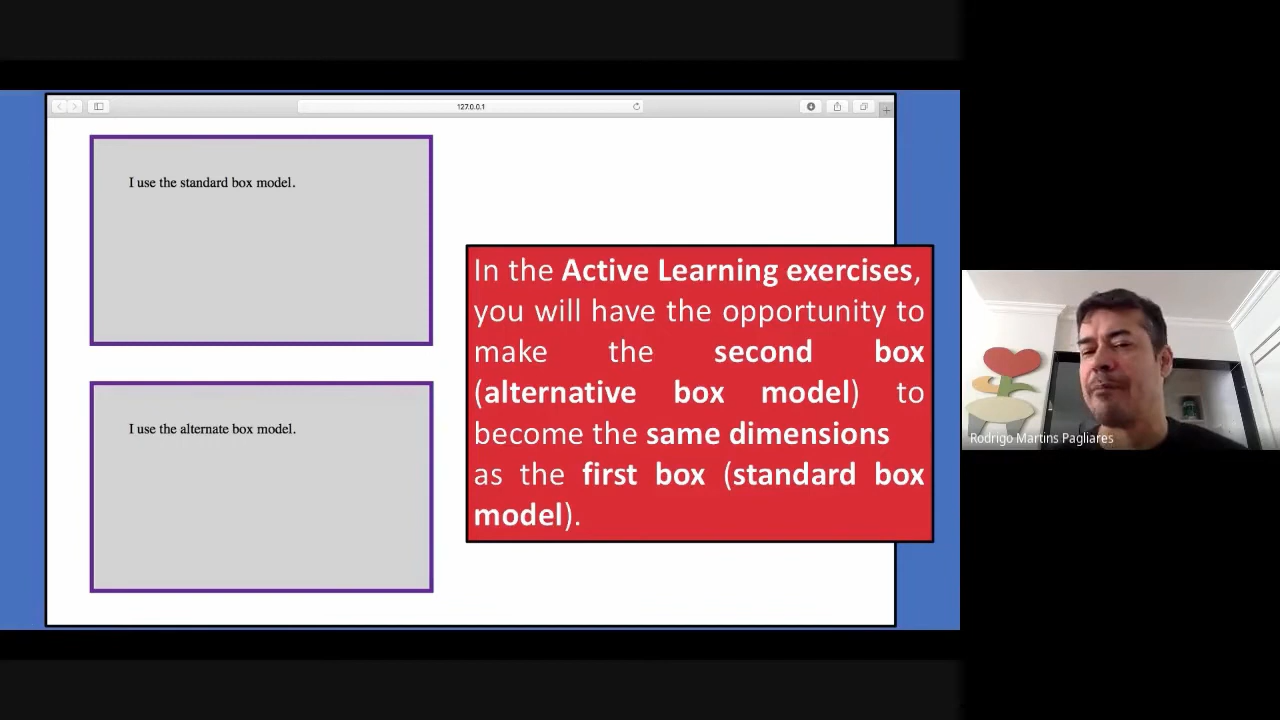 127.0.0.1
I use the standard box model.
In the Active Learning exercises,
you will have the opportunity to
make the second box
(alternative box model) to
become the same dimensions
as the first box (standard box
model).
I use the alternate box model.
Rodrigo Martins Pagliares